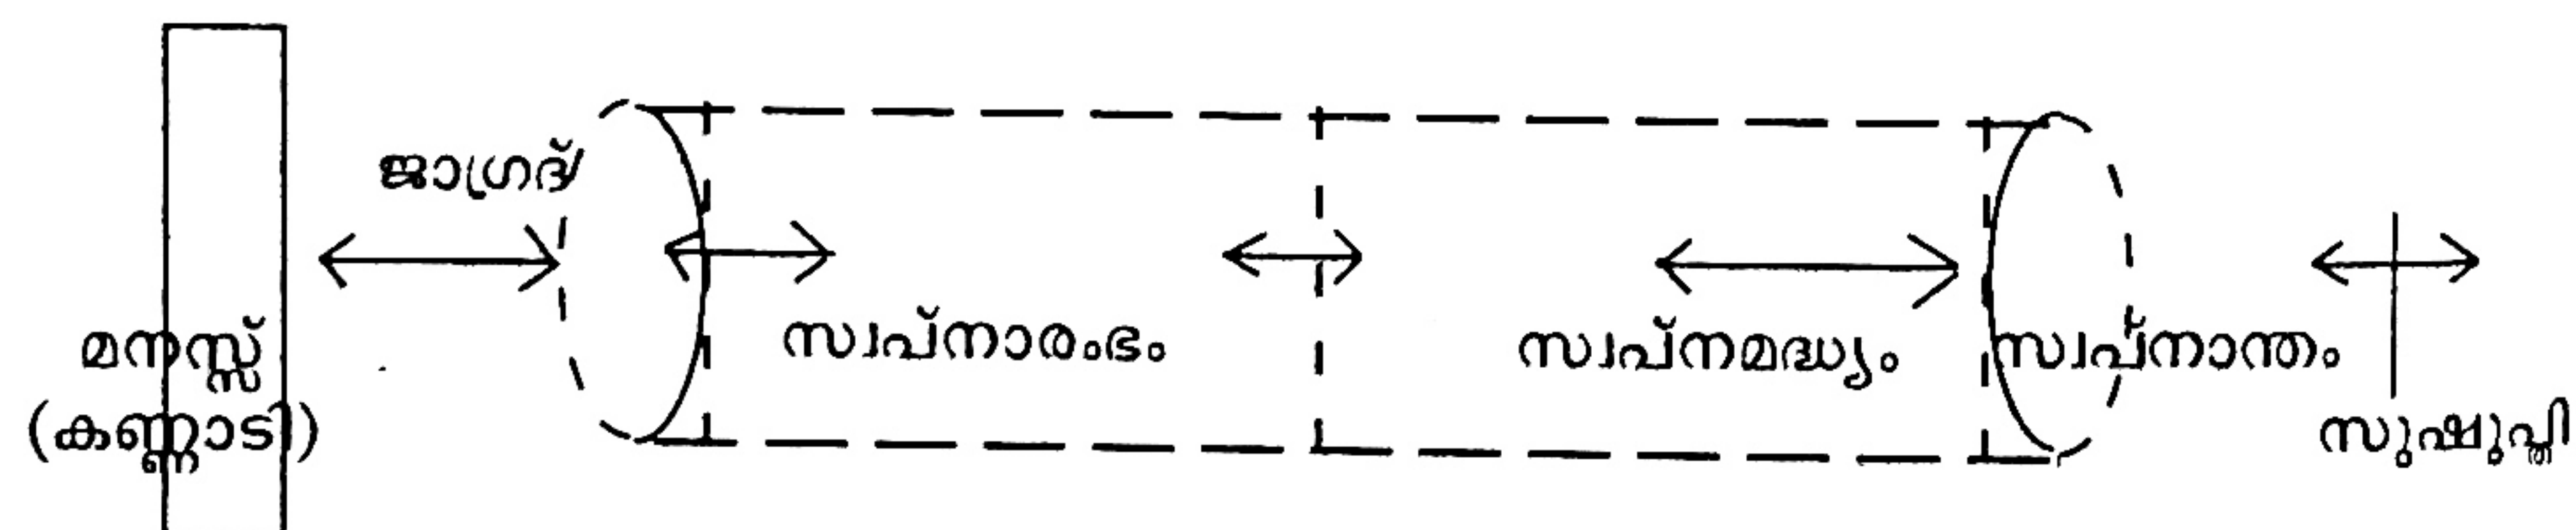 ജാഗ്രദ്
മനസ്സ്
(കണ്ണാടി)
സ്വപ്നാരംഭം
സ്വപ്നമദ്ധ്യം
സ്വപ്നാന്തം
സുഷുപ്തി